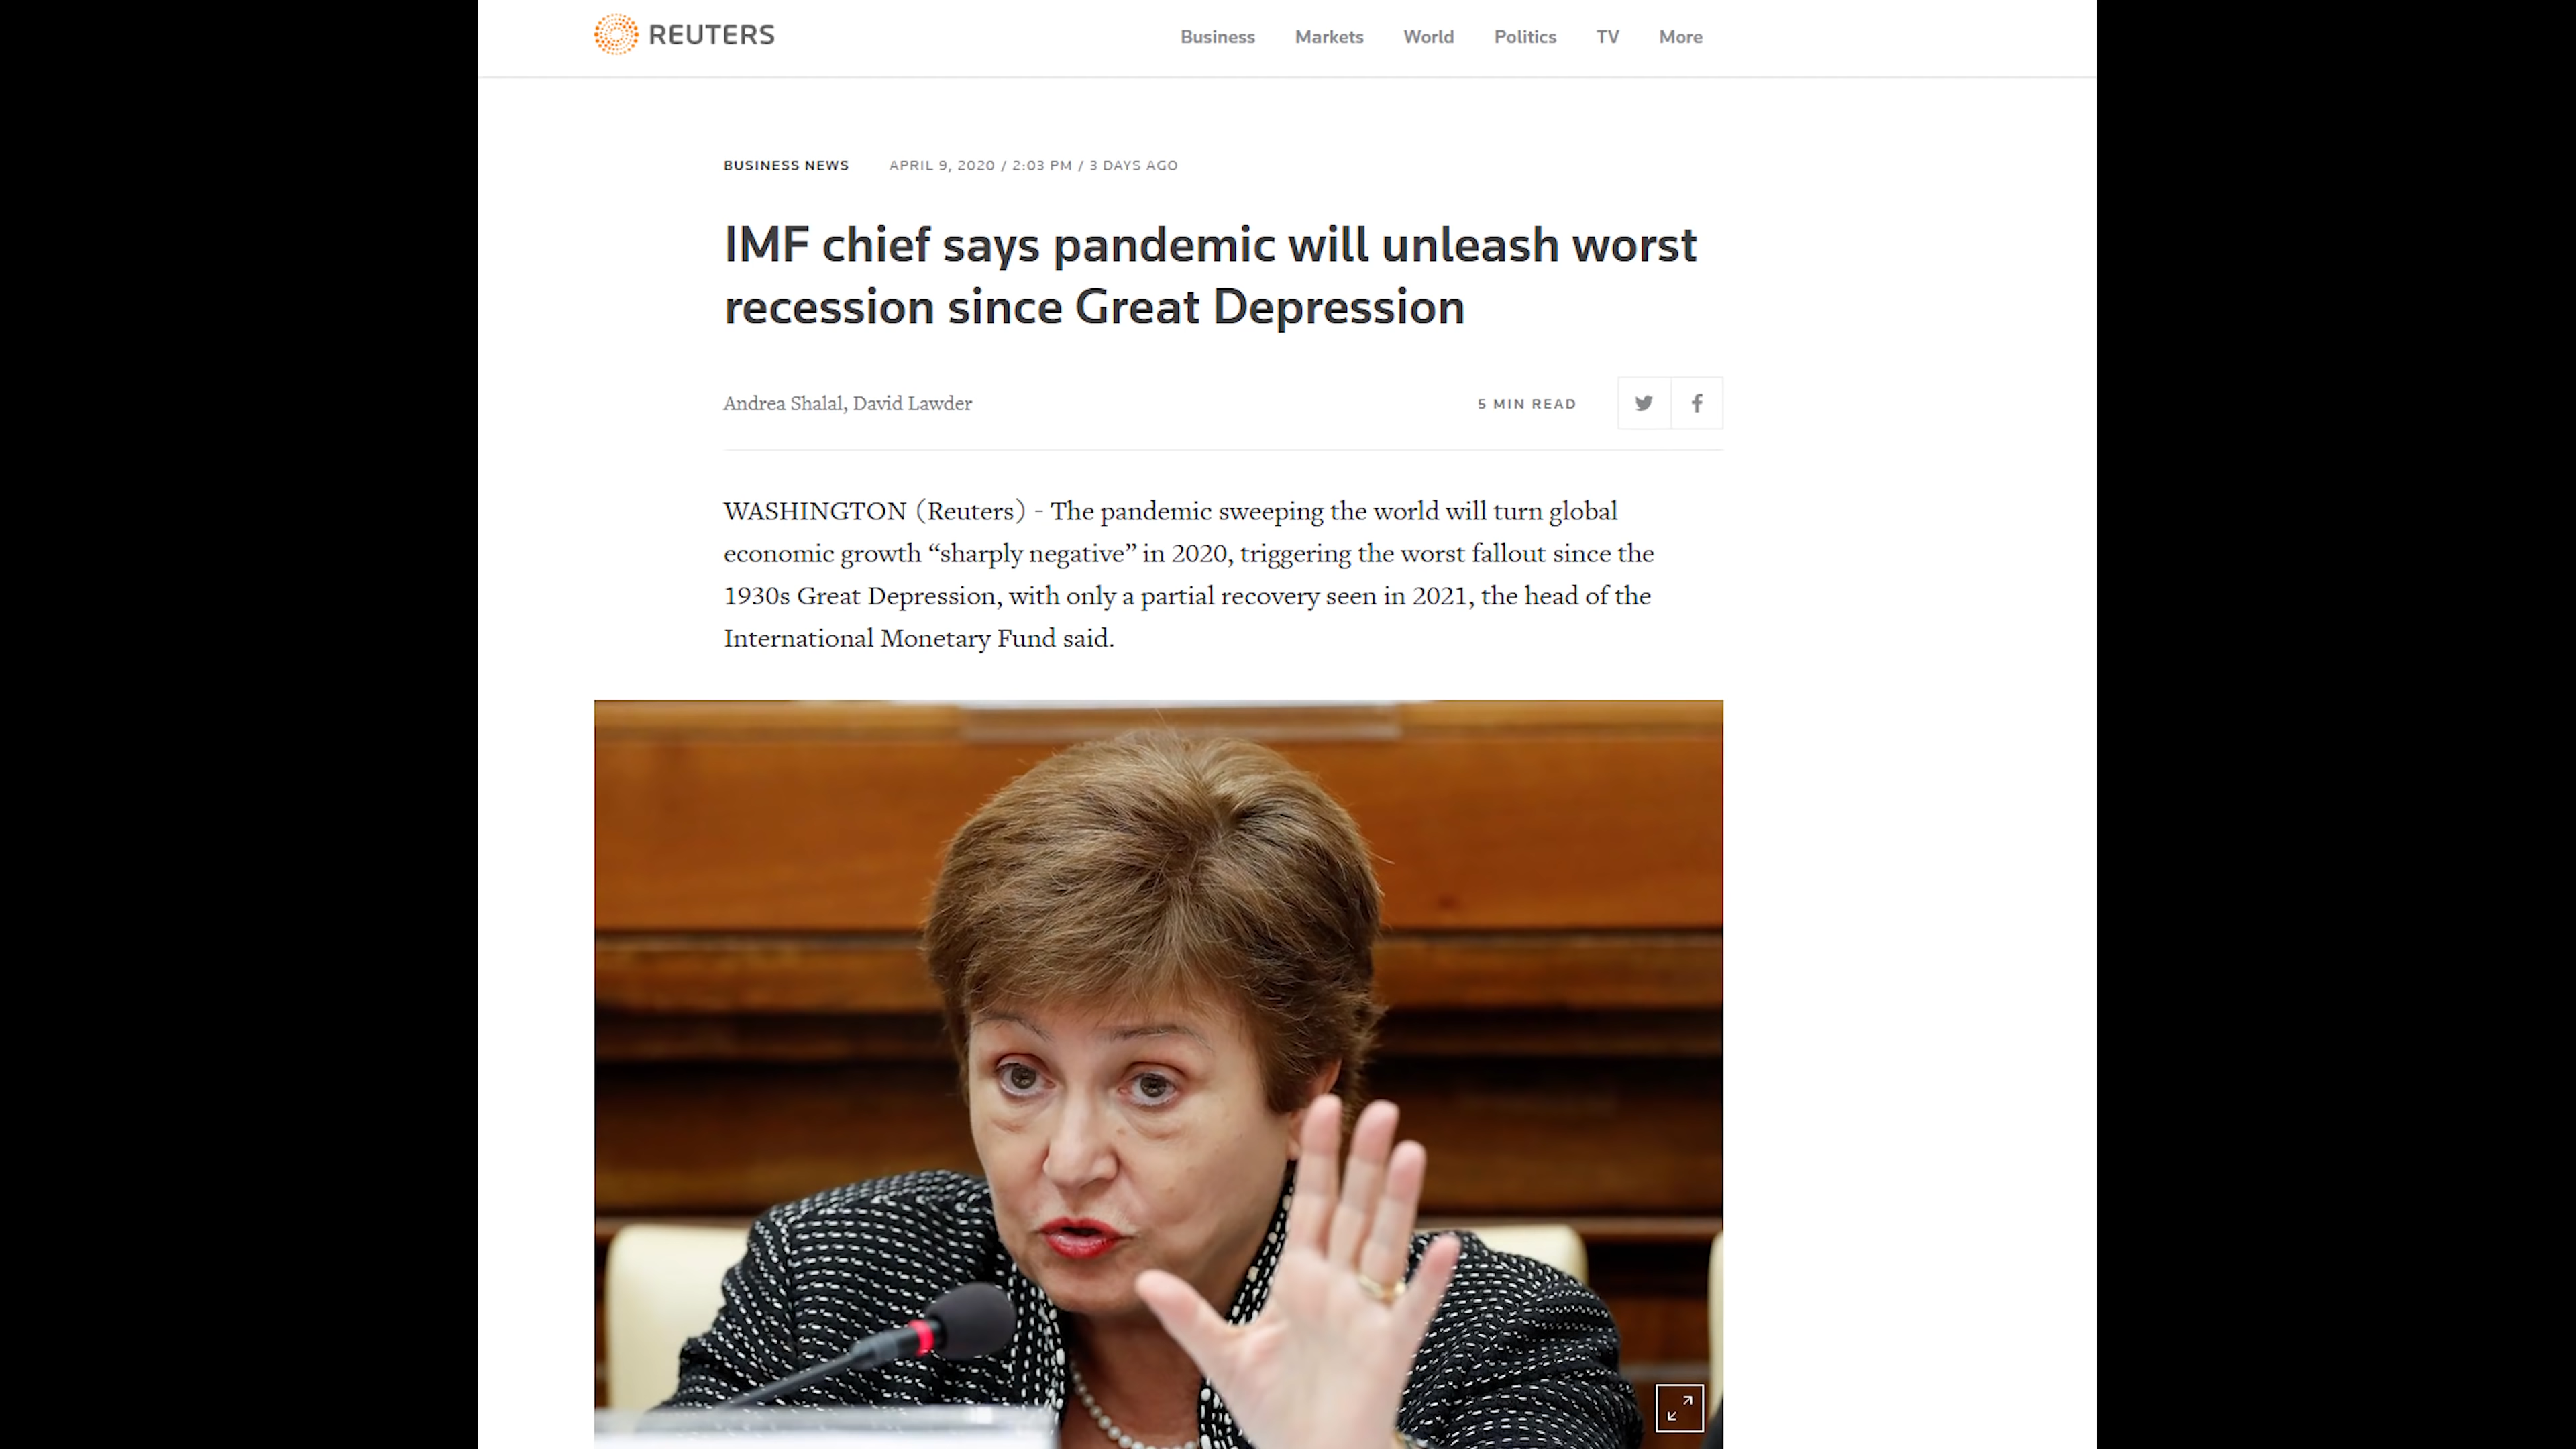 REUTERS
Business Markets World Politics TV More
BUSINESS NEWS APRIL 9, 2020 / 2:03 PM / 3 DAYS AGO
IMF chief says pandemic will unleash worst
recession since Great Depression
Andrea Shalal, David Lawder 5 MIN READ
WASHINGTON (Reuters) - The pandemic sweeping the world will turn global
economic growth “sharply negative” in 2020, triggering the worst fallout since the
1930s Great Depression, with only a partial recovery seen in 2021, the head of the
International Monetary Fund said.